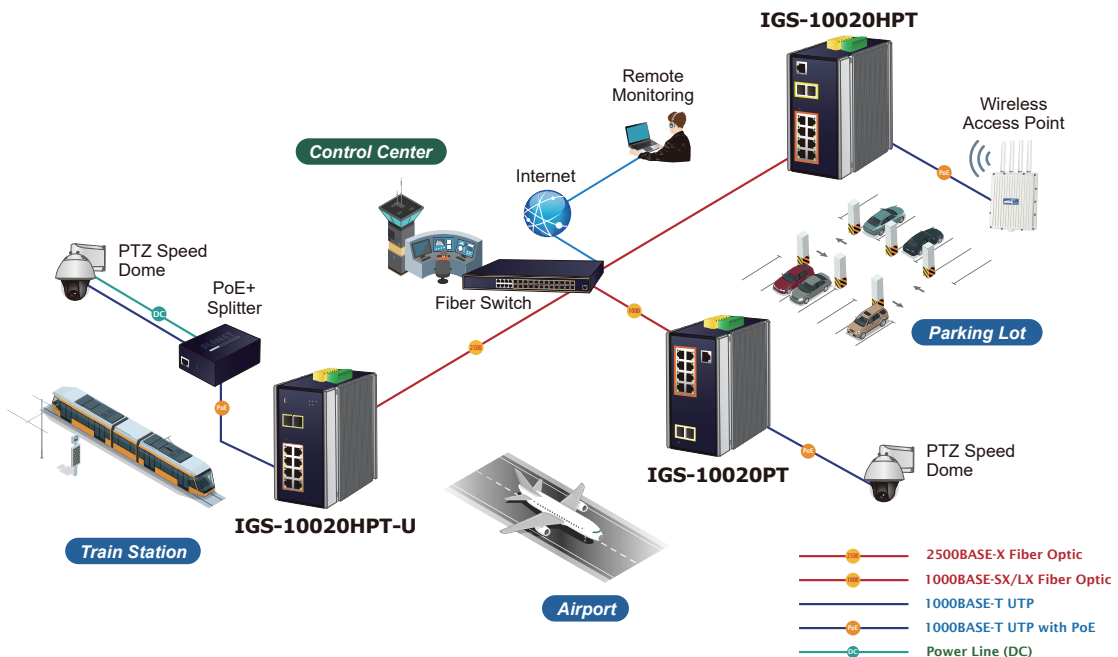 IGS-10020HPT
Remote
Monitoring
Wireless
Access Point
Control Center
Internet
PoE
PTZ Speed
Dome
PoE+
Splitter
Fiber Switch
DC
1000
Parking Lot
2500
PoE
IGS-10020PT
PoE
PTZ Speed
Dome
IGS-10020HPT-U
Train Station
Airport
2500 2500BASE-X Fiber Optic
1000 1000BASE-SX/LX Fiber Optic
1000BASE-T UTP
PoE 1000BASE-T UTP with PoE
DC Power Line (DC)